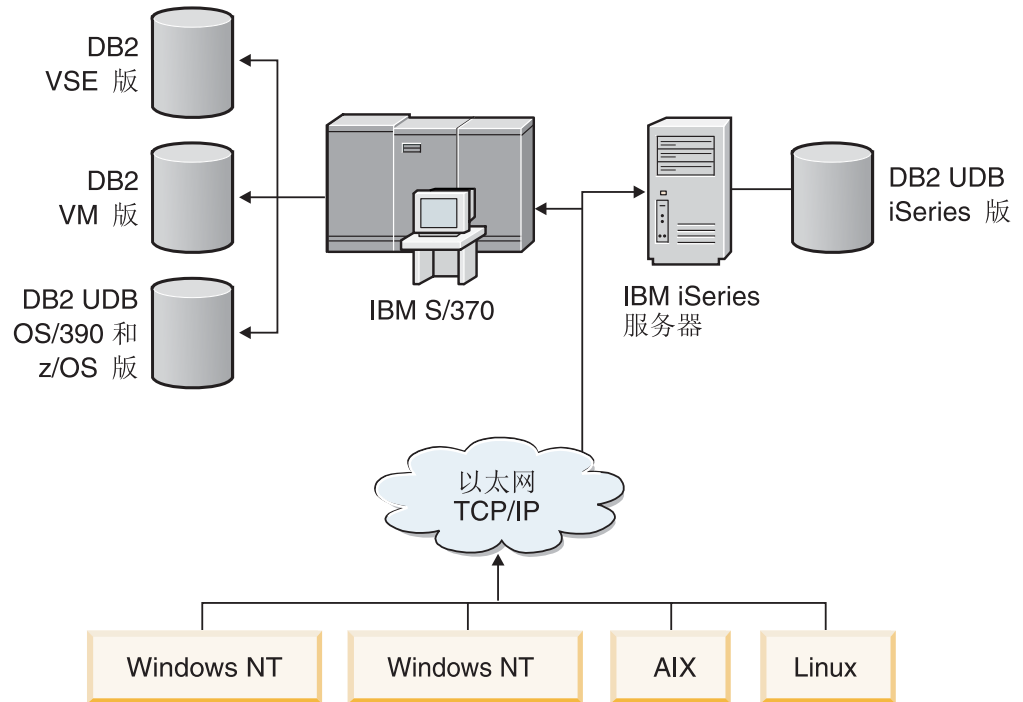 DB2
VSE 版
DB2
VM 版
DB2 UDB
OS/390 和
z/OS 版
IBM S/370
IBM iSeries
服务器
DB2 UDB
iSeries 版
以太网
TCP/IP
Windows NT
Windows NT
AIX
Linux